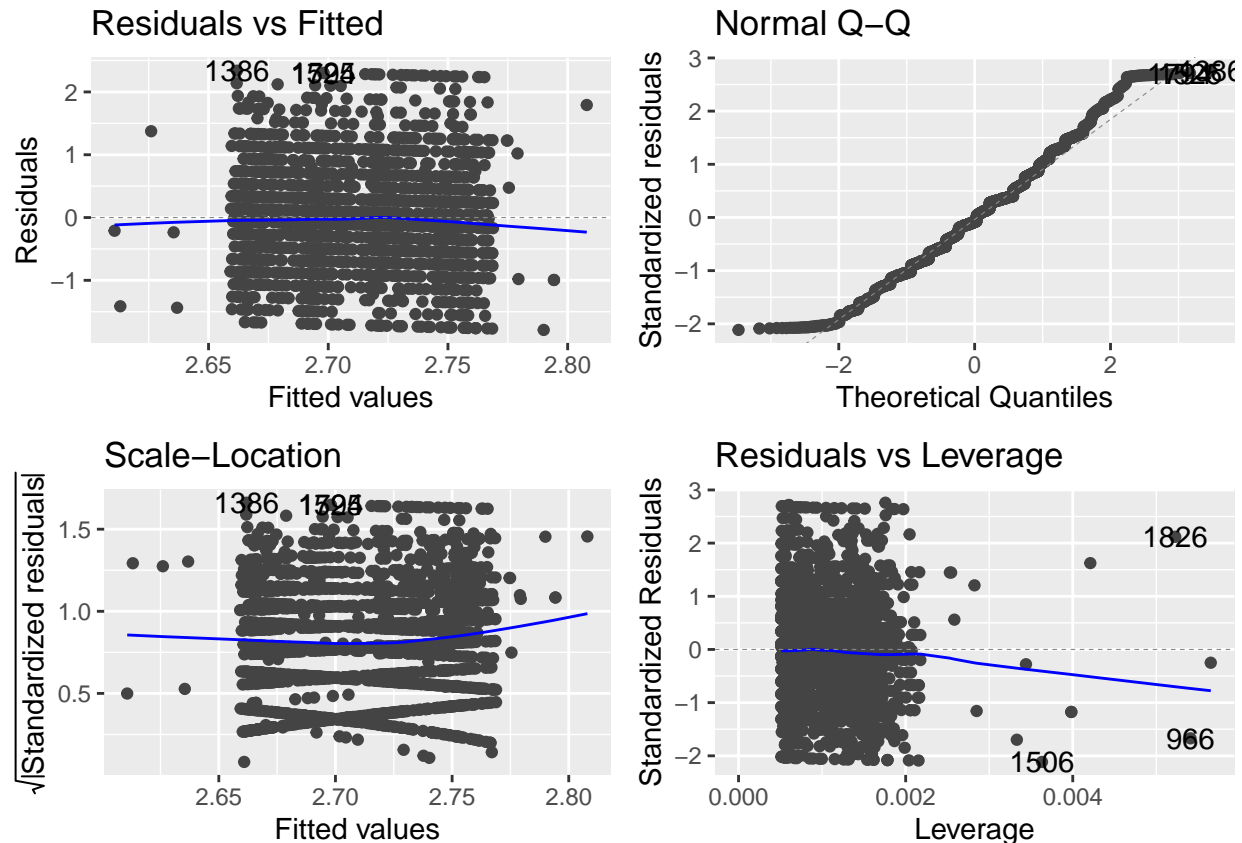 Residuals vs Fitted
Normal Q−Q
1386
2
1
0
−1
Residuals
2.65 2.70 2.75 2.80
Fitted values
3
2
1
0
−1
−2
Standardized residuals
−2 0 2
Theoretical Quantiles
Scale−Location
Residuals vs Leverage
1386
1.5
1.0
0.5
√|Standardized residuals|
2.65 2.70 2.75 2.80
Fitted values
1826
966
1506
3
2
1
0
−1
−2
Standardized Residuals
0.000 0.002 0.004
Leverage